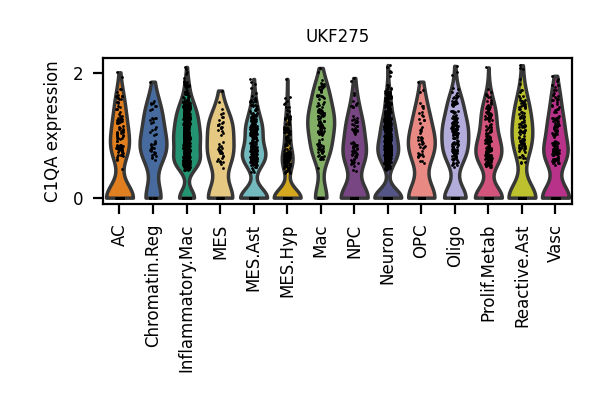 UKF275
C1QA expression
2
0
AC
Chromatin.Reg
Inflammatory.Mac
MES
MES.Ast
MES.Hyp
Mac
NPC
Neuron
OPC
Oligo
Prolif.Metab
Reactive.Ast
Vasc